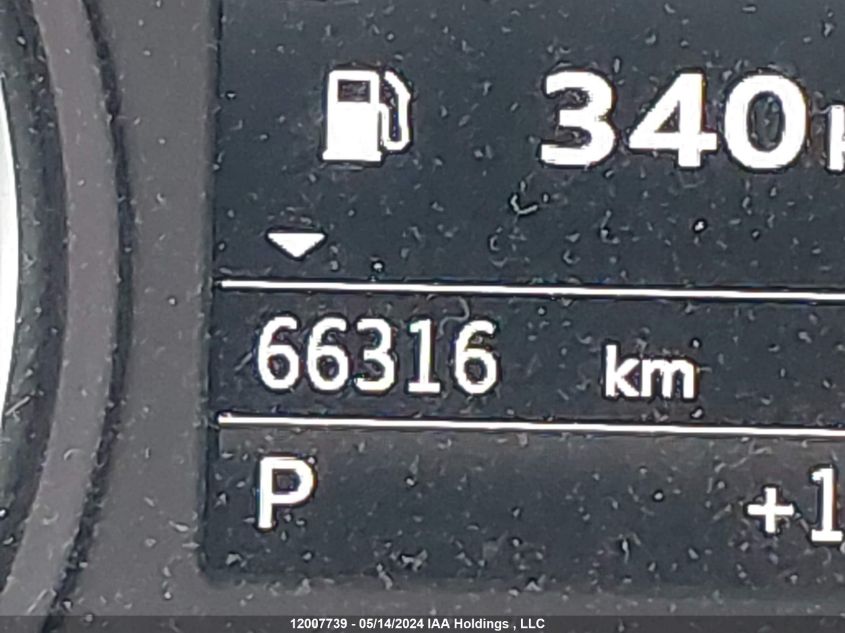 340
66316 km
P +1
12007739 - 05/14/2024 IAA Holdings , LLC